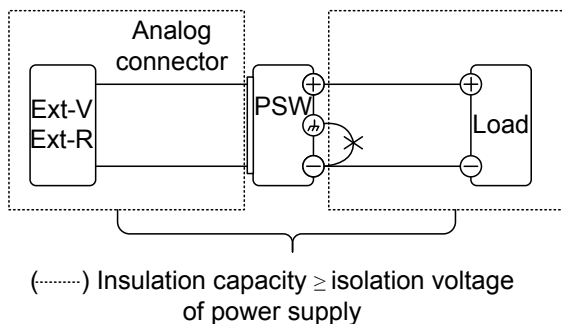 Analog
connector
Ext-V
Ext-R
PSW
+
+
Load
−
−
(········) Insulation capacity ≥ isolation voltage
of power supply